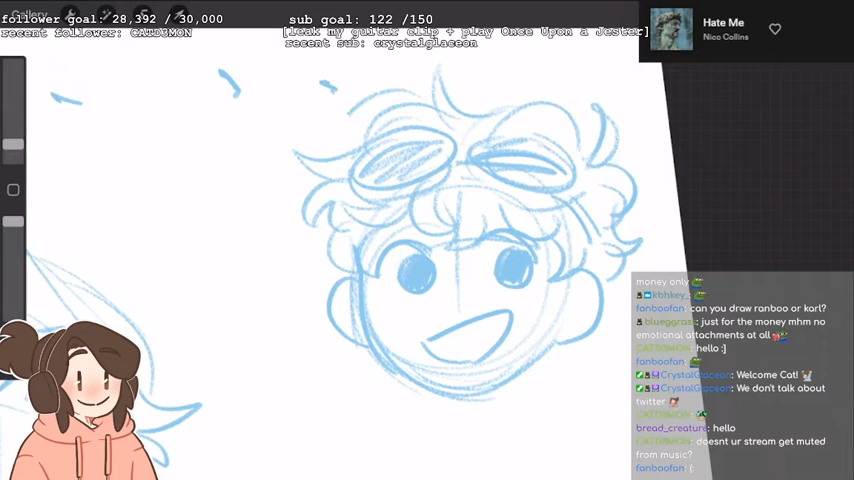 Gallery
follower goal: 28,392 / 30,000
recent follower: CATD3MON
sub goal: 122 /150
[leak my guitar clip + play Once Upon a Jester]
recent sub: crystalglaceon
Hate Me
Nico Collins
money only
kbhkey_:
fanboofan: can you draw ranboo or karl?
: just for the money mhm no
emotional attachments at all
CATD3MON: hello :]
fanboofan:
CrystalGlaceon: Welcome Cat!
CrystalGlaceon: We don't talk about
twitter
CATD3MON:
bread_creature: hello
CATD3MON: doesnt ur stream get muted
from music?
fanboofan: (: